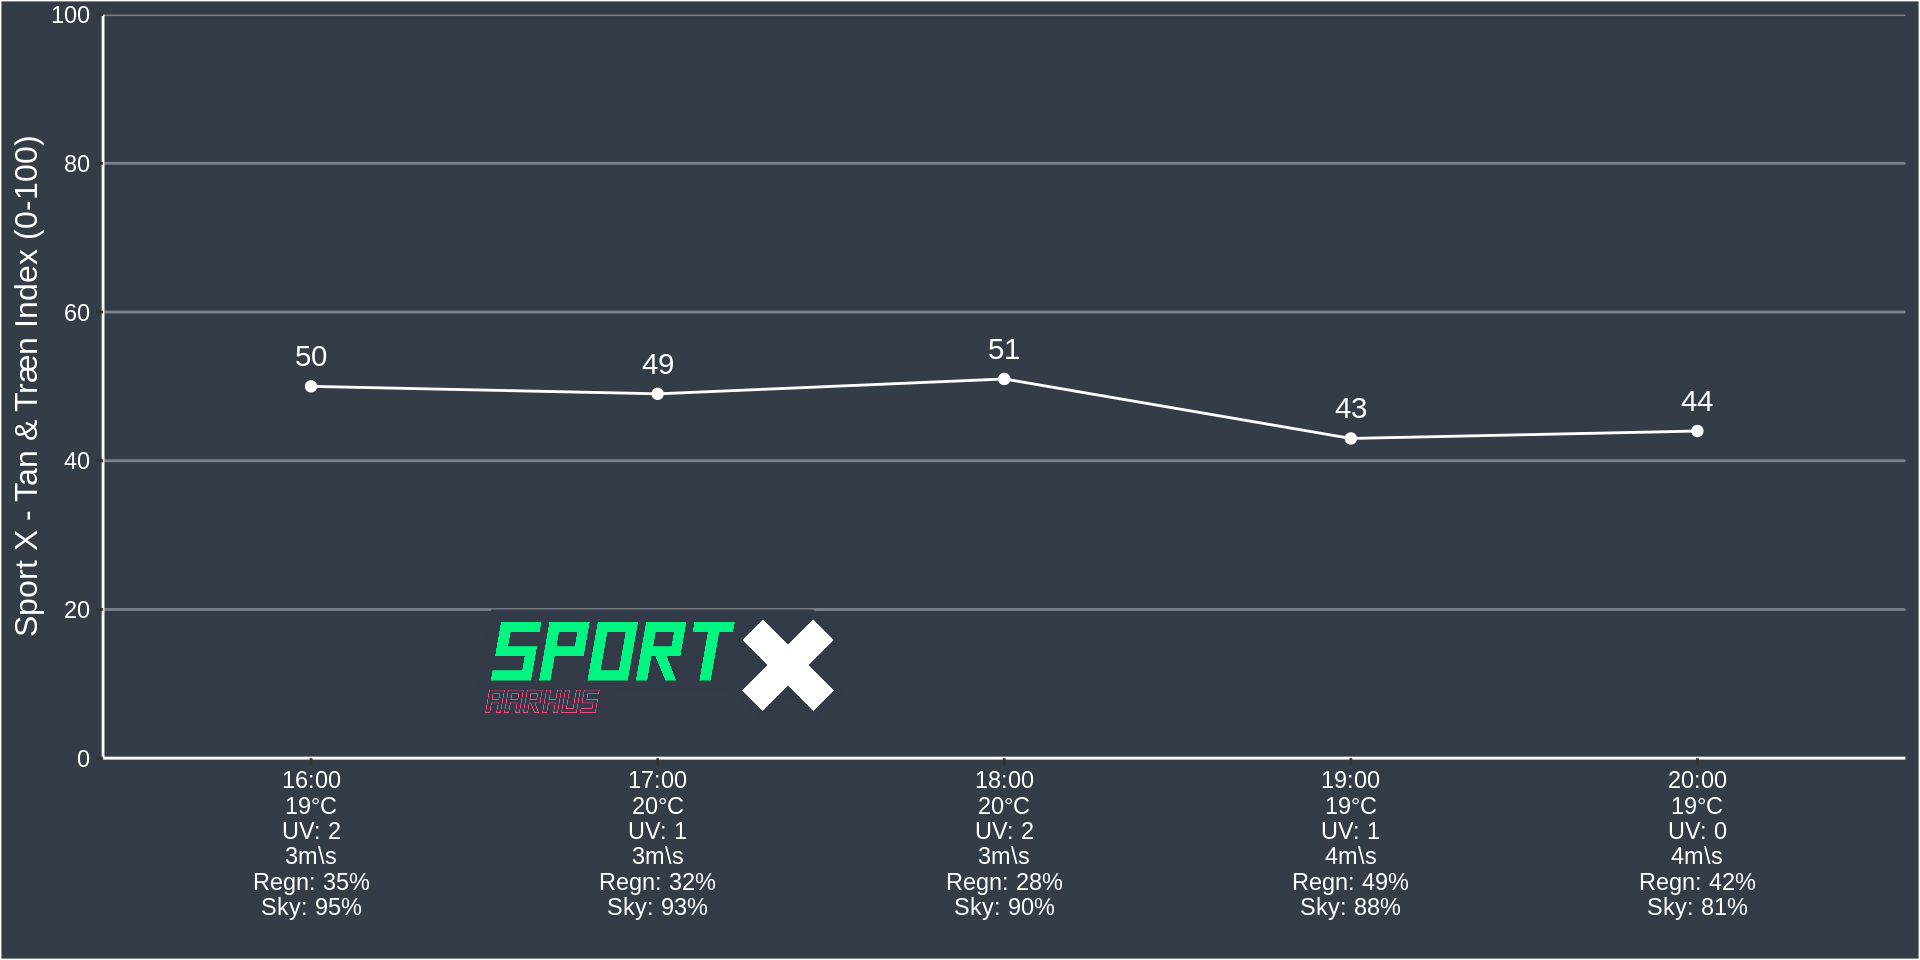 Sport X - Tan & Træn Index (0-100)
100
80
60
40
20
0
50
49
51
43
44
SPORT X
AARHUS
16:00
19°C
UV: 2
3m\s
Regn: 35%
Sky: 95%
17:00
20°C
UV: 1
3m\s
Regn: 32%
Sky: 93%
18:00
20°C
UV: 2
3m\s
Regn: 28%
Sky: 90%
19:00
19°C
UV: 1
4m\s
Regn: 49%
Sky: 88%
20:00
19°C
UV: 0
4m\s
Regn: 42%
Sky: 81%